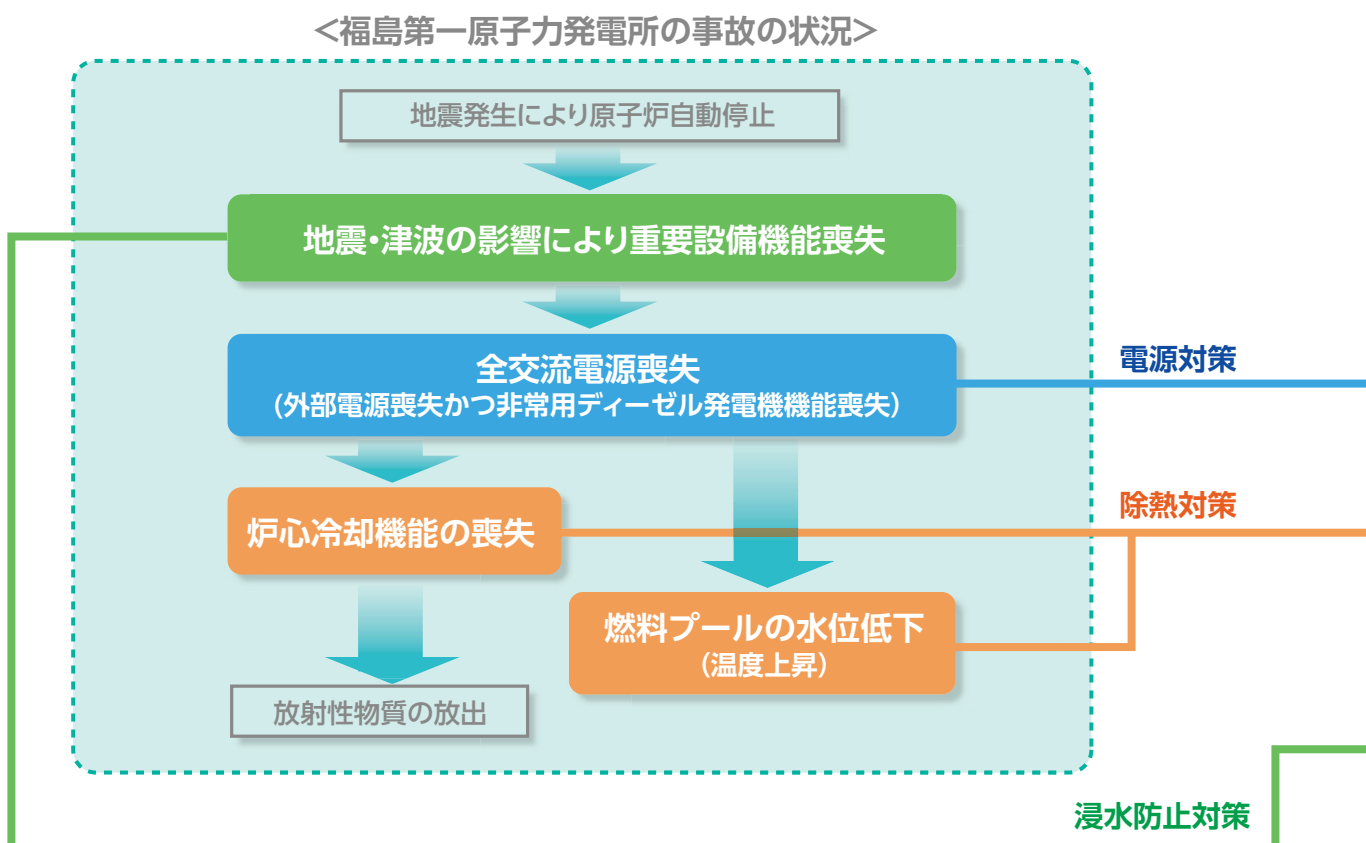 <福島第一原子力発電所の事故の状況>
地震発生により原子炉自動停止
地震・津波の影響により重要設備機能喪失
全交流電源喪失
(外部電源喪失かつ非常用ディーゼル発電機機能喪失)
電源対策
炉心冷却機能の喪失
除熱対策
燃料プールの水位低下
(温度上昇)
放射性物質の放出
浸水防止対策